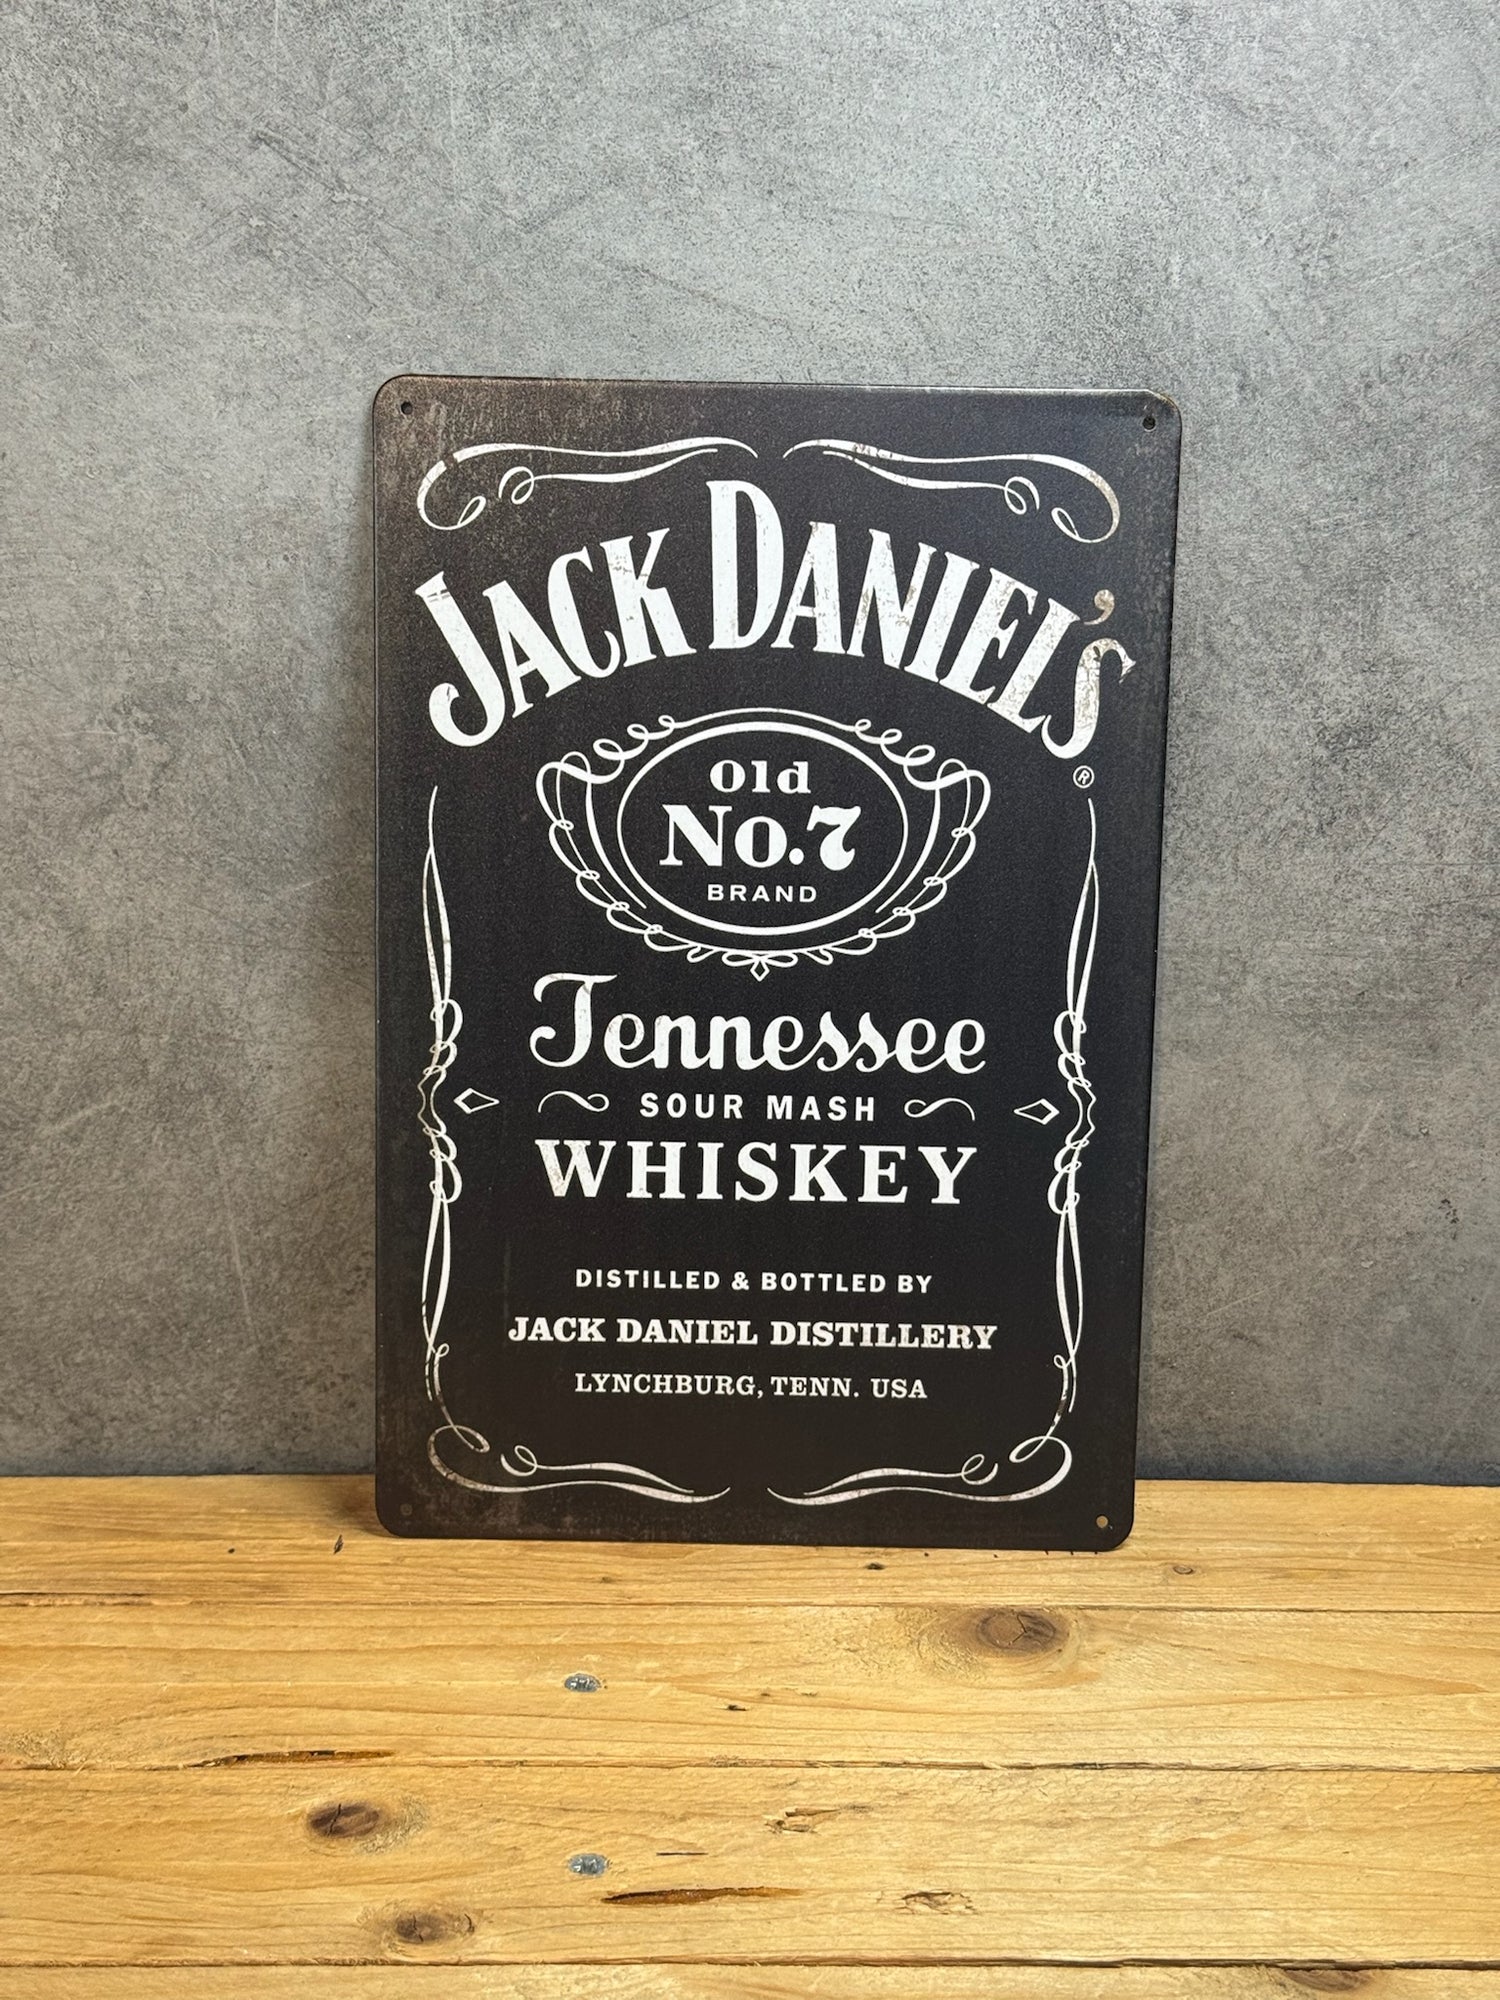 JACK DANIEL'S
®
Old
No.7
BRAND
Tennessee
SOUR MASH
WHISKEY
DISTILLED & BOTTLED BY
JACK DANIEL DISTILLERY
LYNCHBURG, TENN. USA